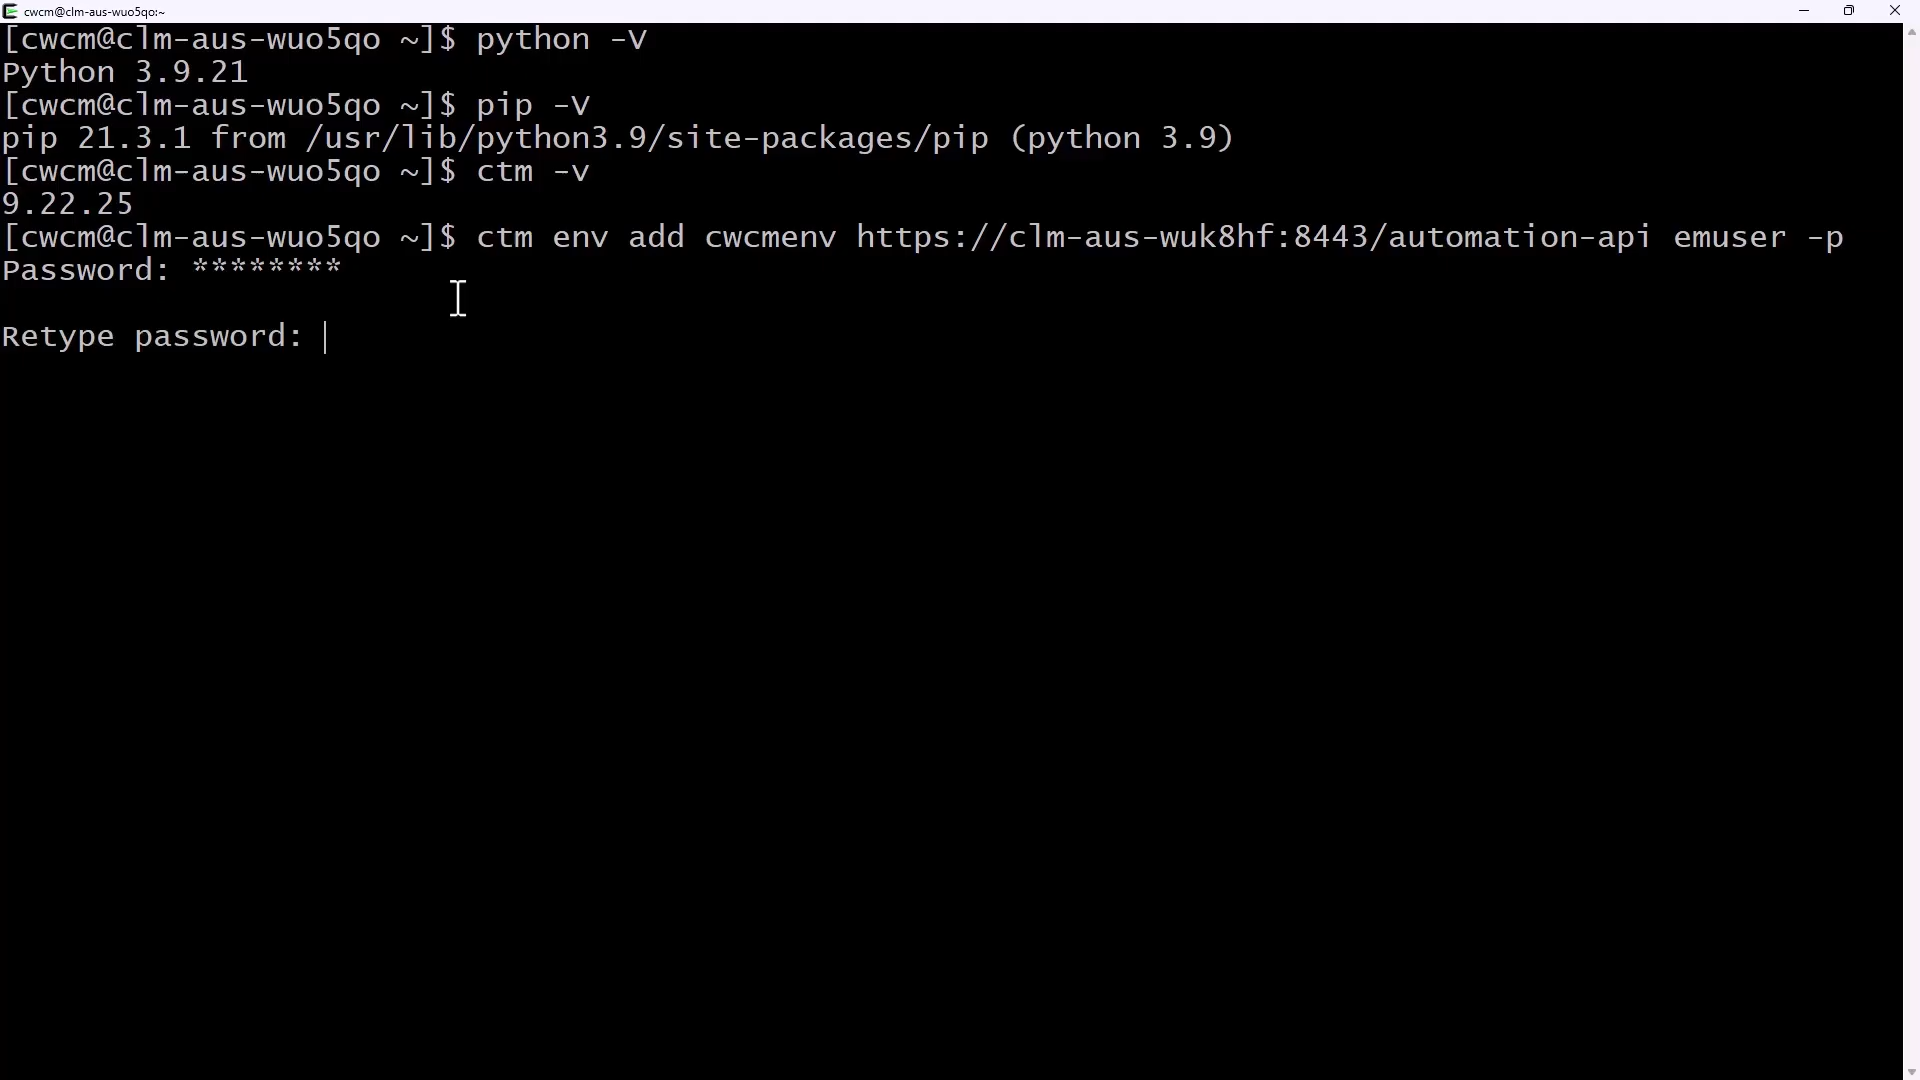 cwcm@clm-aus-wuo5qo:~
[cwcm@clm-aus-wuo5qo ~]$ python -V
Python 3.9.21
[cwcm@clm-aus-wuo5qo ~]$ pip -V
pip 21.3.1 from /usr/lib/python3.9/site-packages/pip (python 3.9)
[cwcm@clm-aus-wuo5qo ~]$ ctm -v
9.22.25
[cwcm@clm-aus-wuo5qo ~]$ ctm env add cwcmenv https://clm-aus-wuk8hf:8443/automation-api emuser -p
Password: ********
Retype password: